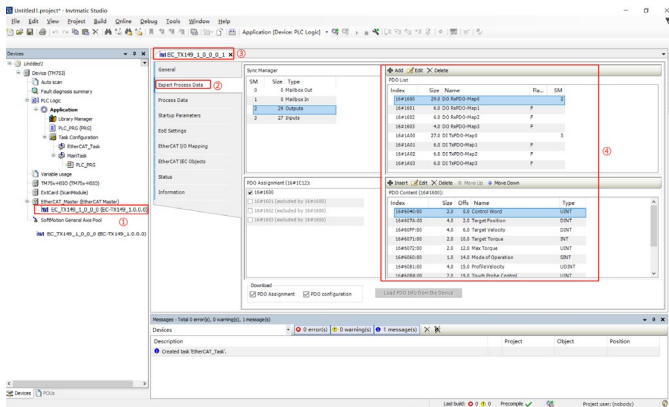 Untitled1.project* - Invtmatic Studio
File Edit View Project Build Online Debug Tools Window Help
Application [Device: PLC Logic]
Devices
Untitled1
Device (TM753)
Auto scan
Fault diagnosis summary
PLC Logic
Application
Library Manager
PLC_PRG (PRG)
Task Configuration
EtherCAT_Task
MainTask
PLC_PRG
Variable usage
ExtCard (ScanModule)
EtherCAT_Master (EtherCAT Master)
EC_TX149_1_0_0_0 (EC-TX149_1.0.0.0)
①
SoftMotion General Axis Pool
EC_TX149_1_0_0_0 (EC-TX149_1.0.0.0)
Devices POUs
EC_TX149_1_0_0_0_1 ③
General
Expert Process Data ②
Process Data
Startup Parameters
EoE Settings
EtherCAT I/O Mapping
EtherCAT IEC Objects
Status
Information
Sync Manager
SM Size Type
0 0 Mailbox Out
1 0 Mailbox In
2 29 Outputs
3 27 Inputs
Add Edit Delete
PDO List
Index Size Name Fla... SM
16#1600 29.0 DO RxPDO-Map0 2
16#1601 6.0 DO RxPDO-Map1 F
16#1602 6.0 DO RxPDO-Map2 F
16#1603 4.0 DO RxPDO-Map3 F
16#1A00 27.0 DI TxPDO-Map0 3
16#1A01 6.0 DI TxPDO-Map1 F
16#1A02 6.0 DI TxPDO-Map2 F
16#1A03 6.0 DI TxPDO-Map3 F
④
PDO Assignment (16#1C12):
16#1600
16#1601 (excluded by 16#1600)
16#1602 (excluded by 16#1600)
16#1603 (excluded by 16#1600)
Insert Edit Delete Move Up Move Down
PDO Content (16#1600):
Index Size Offs Name Type
16#6040:00 2.0 0.0 Control Word UINT
16#607A:00 4.0 2.0 Target Position DINT
16#60FF:00 4.0 6.0 Target Velocity DINT
16#6071:00 2.0 10.0 Target Torque INT
16#6072:00 2.0 12.0 Max Torque UINT
16#6060:00 1.0 14.0 Mode of Operation SINT
16#6081:00 4.0 15.0 ProfileVelocity UDINT
16#60B8:00 2.0 19.0 Touch Probe Control UINT
Download
PDO Assignment PDO configuration
Load PDO Info from the Device
Messages - Total 0 error(s), 0 warning(s), 1 message(s)
Devices 0 error(s) 0 warning(s) 1 message(s)
Description Project Object Position
Created task 'EtherCAT_Task'.
Last build: 0 0 Precompile Project user: (nobody)